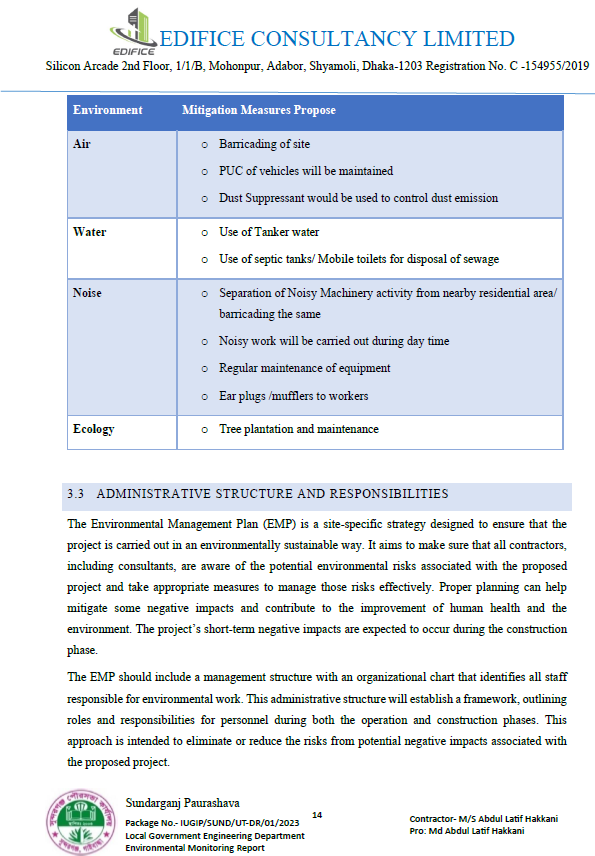 EDIFICE
EDIFICE CONSULTANCY LIMITED
Silicon Arcade 2nd Floor, 1/1/B, Mohonpur, Adabor, Shyamoli, Dhaka-1203 Registration No. C -154955/2019
Environment Mitigation Measures Propose
Air
○ Barricading of site
○ PUC of vehicles will be maintained
○ Dust Suppressant would be used to control dust emission
Water
○ Use of Tanker water
○ Use of septic tanks/ Mobile toilets for disposal of sewage
Noise
○ Separation of Noisy Machinery activity from nearby residential area/
barricading the same
○ Noisy work will be carried out during day time
○ Regular maintenance of equipment
○ Ear plugs /mufflers to workers
Ecology
○ Tree plantation and maintenance
3.3 ADMINISTRATIVE STRUCTURE AND RESPONSIBILITIES
The Environmental Management Plan (EMP) is a site-specific strategy designed to ensure that the
project is carried out in an environmentally sustainable way. It aims to make sure that all contractors,
including consultants, are aware of the potential environmental risks associated with the proposed
project and take appropriate measures to manage those risks effectively. Proper planning can help
mitigate some negative impacts and contribute to the improvement of human health and the
environment. The project’s short-term negative impacts are expected to occur during the construction
phase.
The EMP should include a management structure with an organizational chart that identifies all staff
responsible for environmental work. This administrative structure will establish a framework, outlining
roles and responsibilities for personnel during both the operation and construction phases. This
approach is intended to eliminate or reduce the risks from potential negative impacts associated with
the proposed project.
Sundarganj Paurashava
Package No.- IUGIP/SUND/UT-DR/01/2023
Local Government Engineering Department
Environmental Monitoring Report
14
Contractor- M/S Abdul Latif Hakkani
Pro: Md Abdul Latif Hakkani